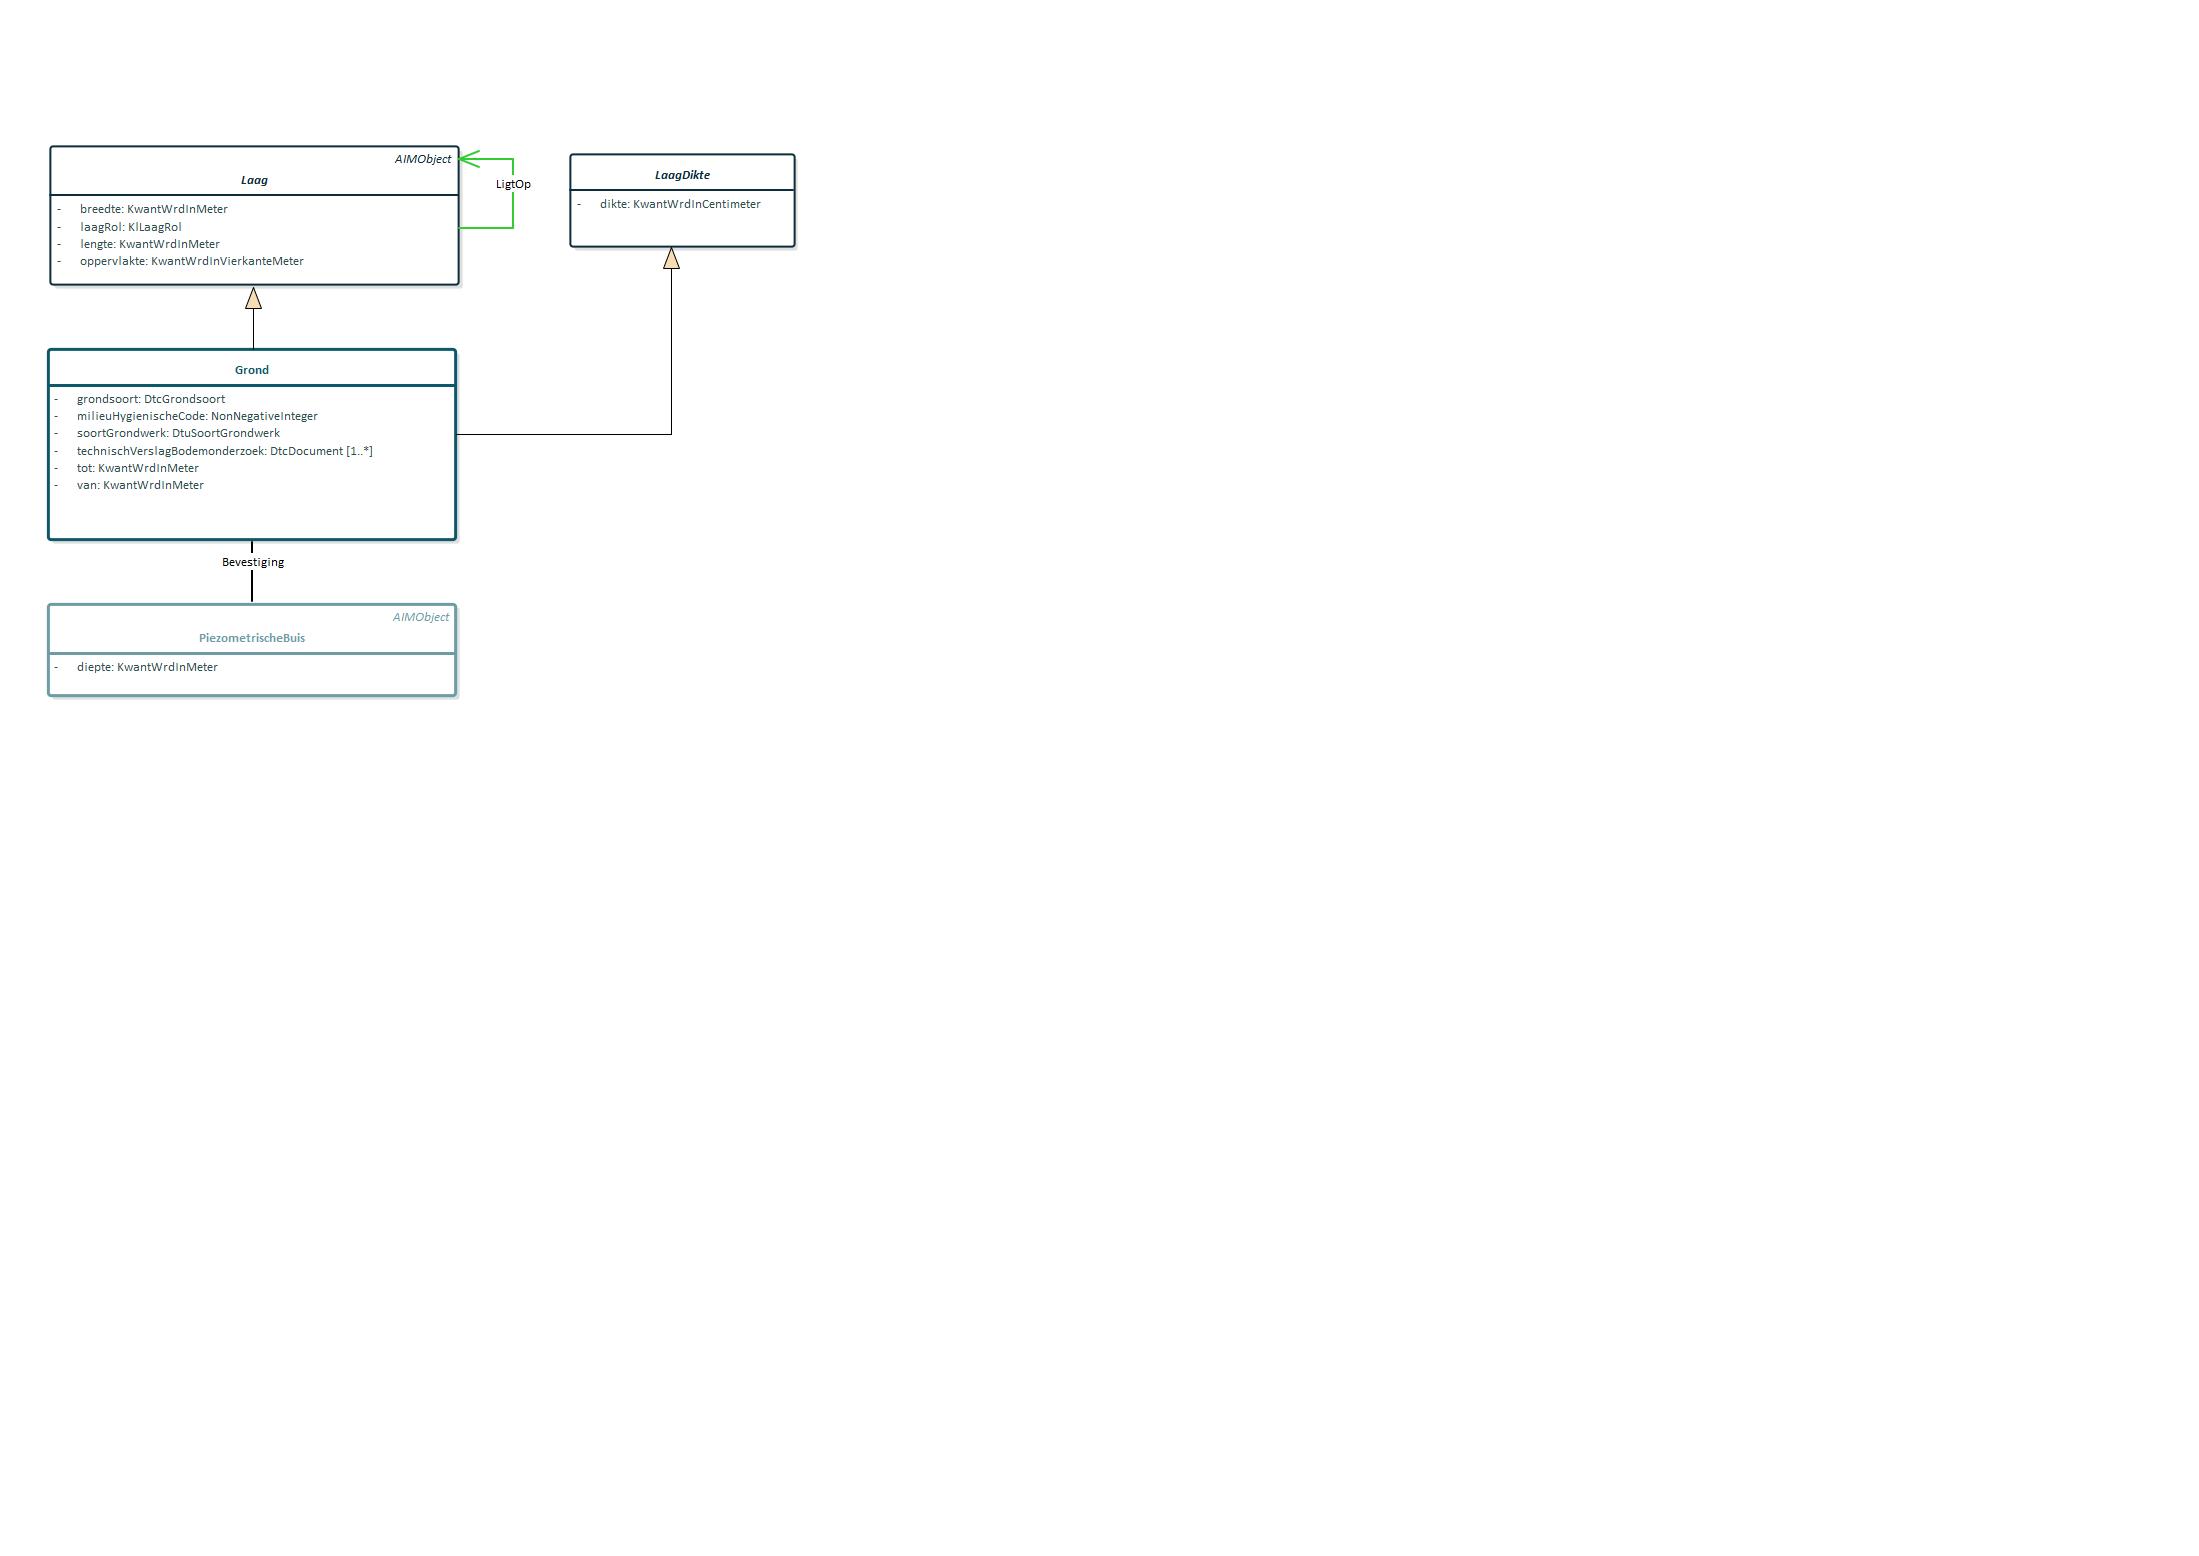 AIMObject
Laag
- breedte: KwantWrdInMeter
- laagRol: KlLaagRol
- lengte: KwantWrdInMeter
- oppervlakte: KwantWrdInVierkanteMeter
LigtOp
LaagDikte
- dikte: KwantWrdInCentimeter
Grond
- grondsoort: DtcGrondsoort
- milieuHygienischeCode: NonNegativeInteger
- soortGrondwerk: DtuSoortGrondwerk
- technischVerslagBodemonderzoek: DtcDocument [1..*]
- tot: KwantWrdInMeter
- van: KwantWrdInMeter
Bevestiging
AIMObject
PiezometrischeBuis
- diepte: KwantWrdInMeter